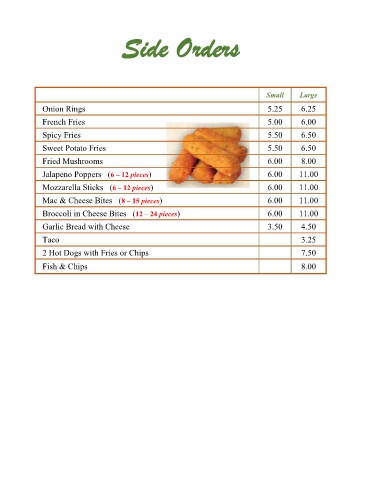 Side Orders
Small Large
Onion Rings 5.25 6.25
French Fries 5.00 6.00
Spicy Fries 5.50 6.50
Sweet Potato Fries 5.50 6.50
Fried Mushrooms 6.00 8.00
Jalapeno Poppers (6 – 12 pieces) 6.00 11.00
Mozzarella Sticks (6 – 12 pieces) 6.00 11.00
Mac & Cheese Bites (8 – 15 pieces) 6.00 11.00
Broccoli in Cheese Bites (12 – 24 pieces) 6.00 11.00
Garlic Bread with Cheese 3.50 4.50
Taco 3.25
2 Hot Dogs with Fries or Chips 7.50
Fish & Chips 8.00